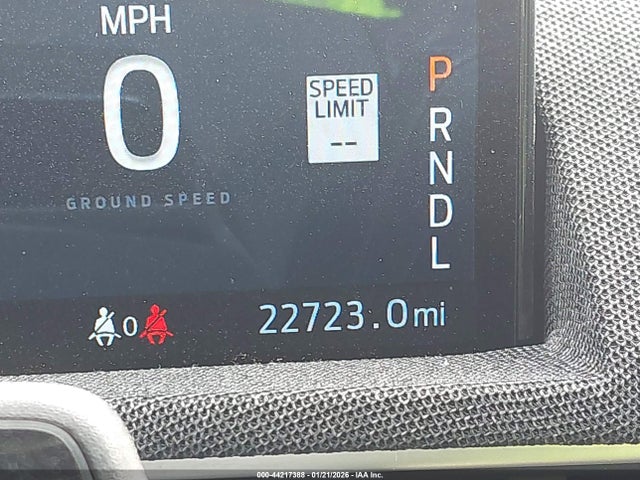 MPH
0
GROUND SPEED
SPEED
LIMIT
--
P
R
N
D
L
0
22723.0mi
000-44217388 - 01/21/2026 - IAA Inc.